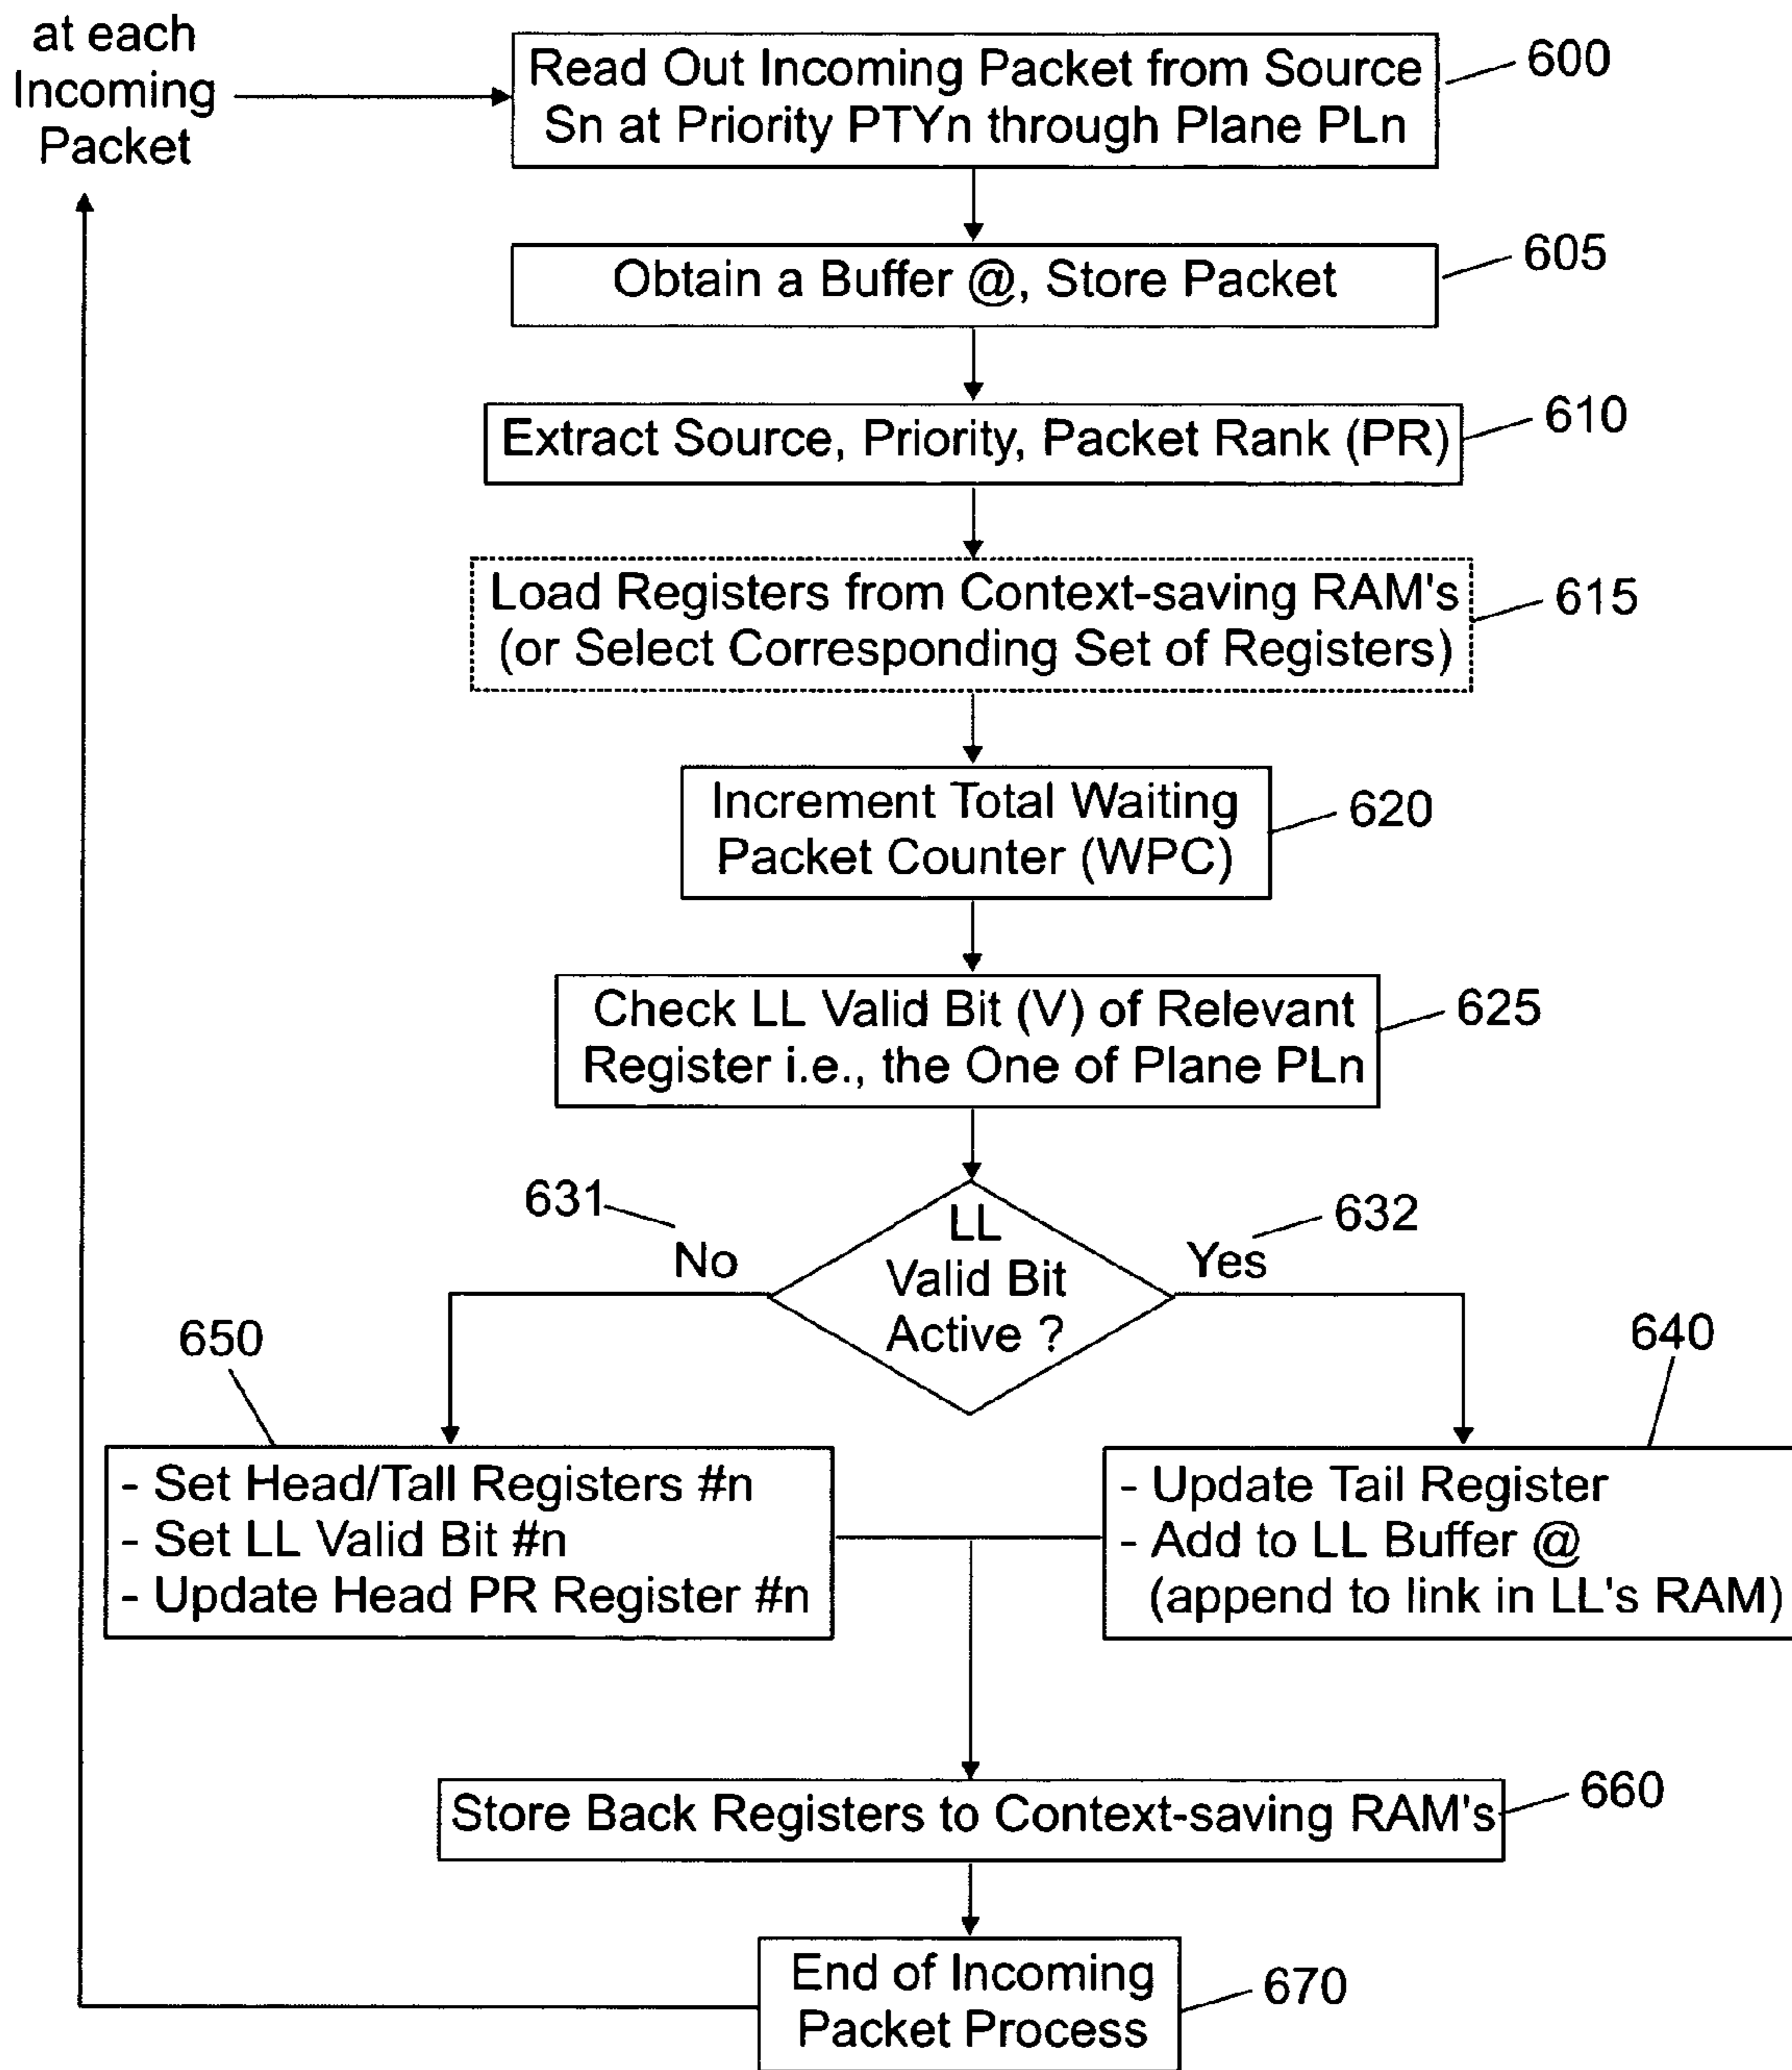 at each
Incoming
Packet
Read Out Incoming Packet from Source
Sn at Priority PTYn through Plane PLn
600
Obtain a Buffer @, Store Packet
605
Extract Source, Priority, Packet Rank (PR)
610
Load Registers from Context-saving RAM's
(or Select Corresponding Set of Registers)
615
Increment Total Waiting
Packet Counter (WPC)
620
Check LL Valid Bit (V) of Relevant
Register i.e., the One of Plane PLn
625
LL
Valid Bit
Active ?
631
No
632
Yes
650
- Set Head/Tall Registers #n
- Set LL Valid Bit #n
- Update Head PR Register #n
640
- Update Tail Register
- Add to LL Buffer @
(append to link in LL's RAM)
Store Back Registers to Context-saving RAM's
660
End of Incoming
Packet Process
670